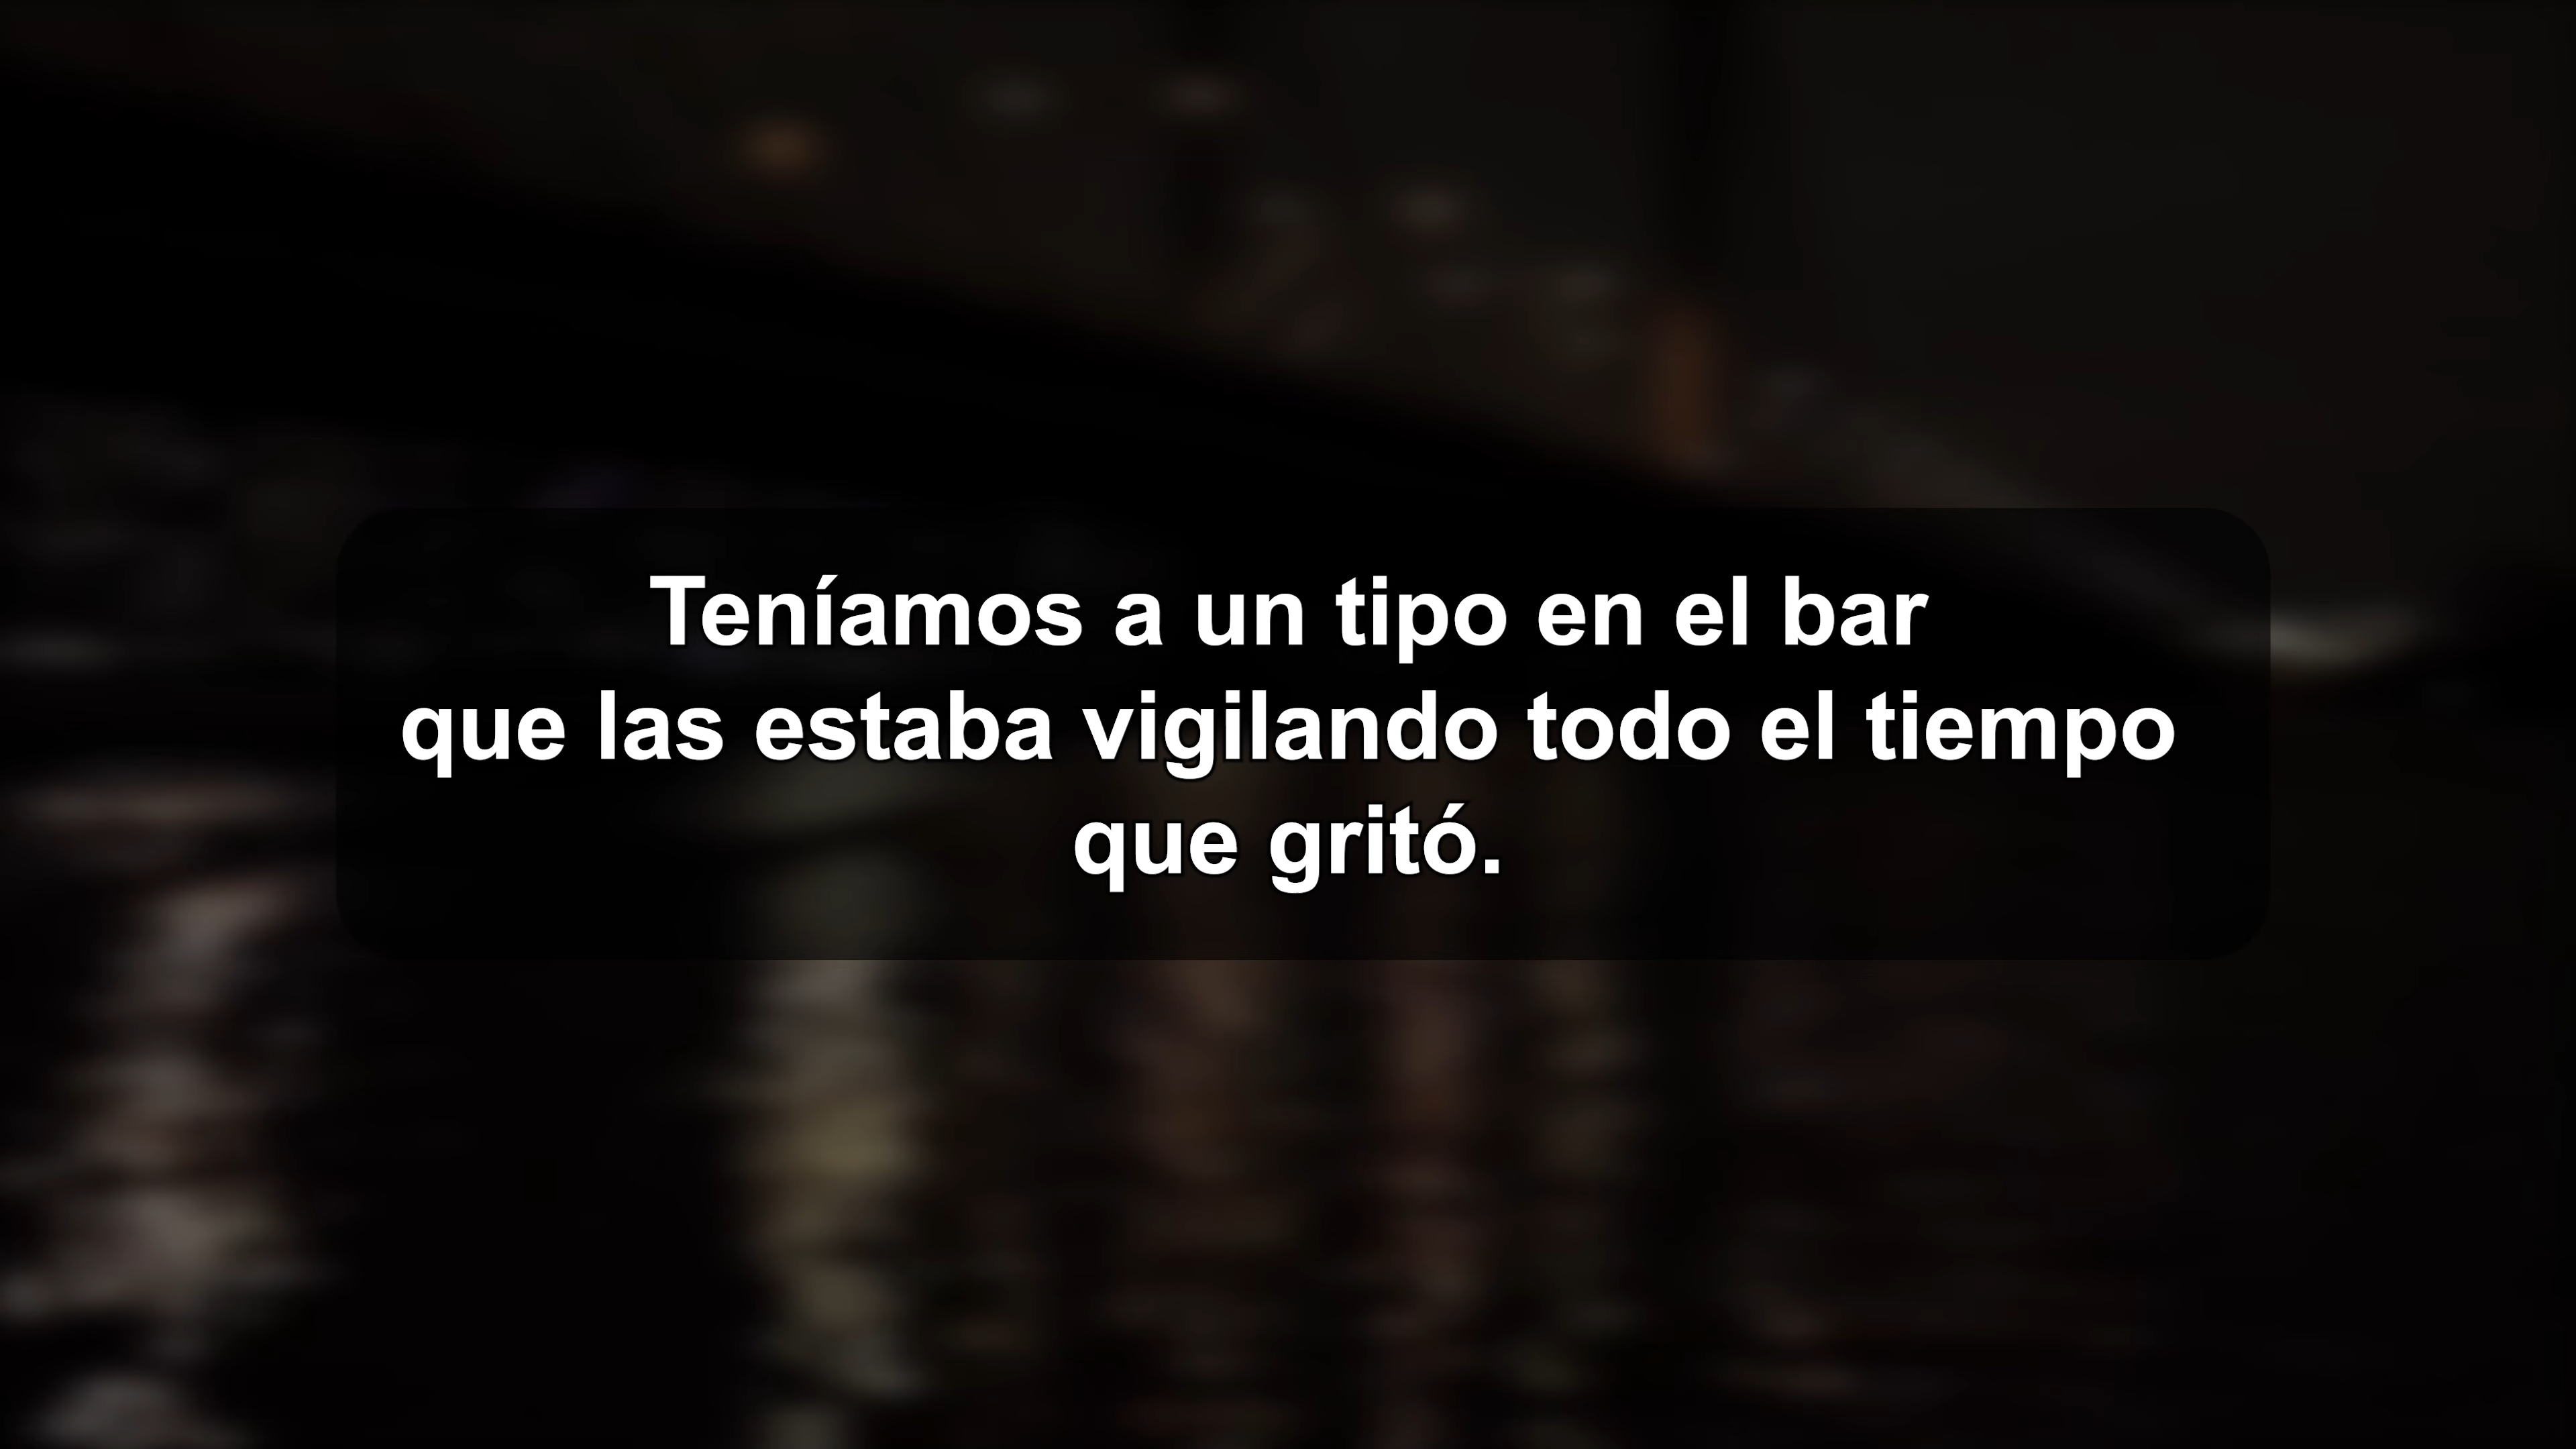 Teníamos a un tipo en el bar
que las estaba vigilando todo el tiempo
que gritó.